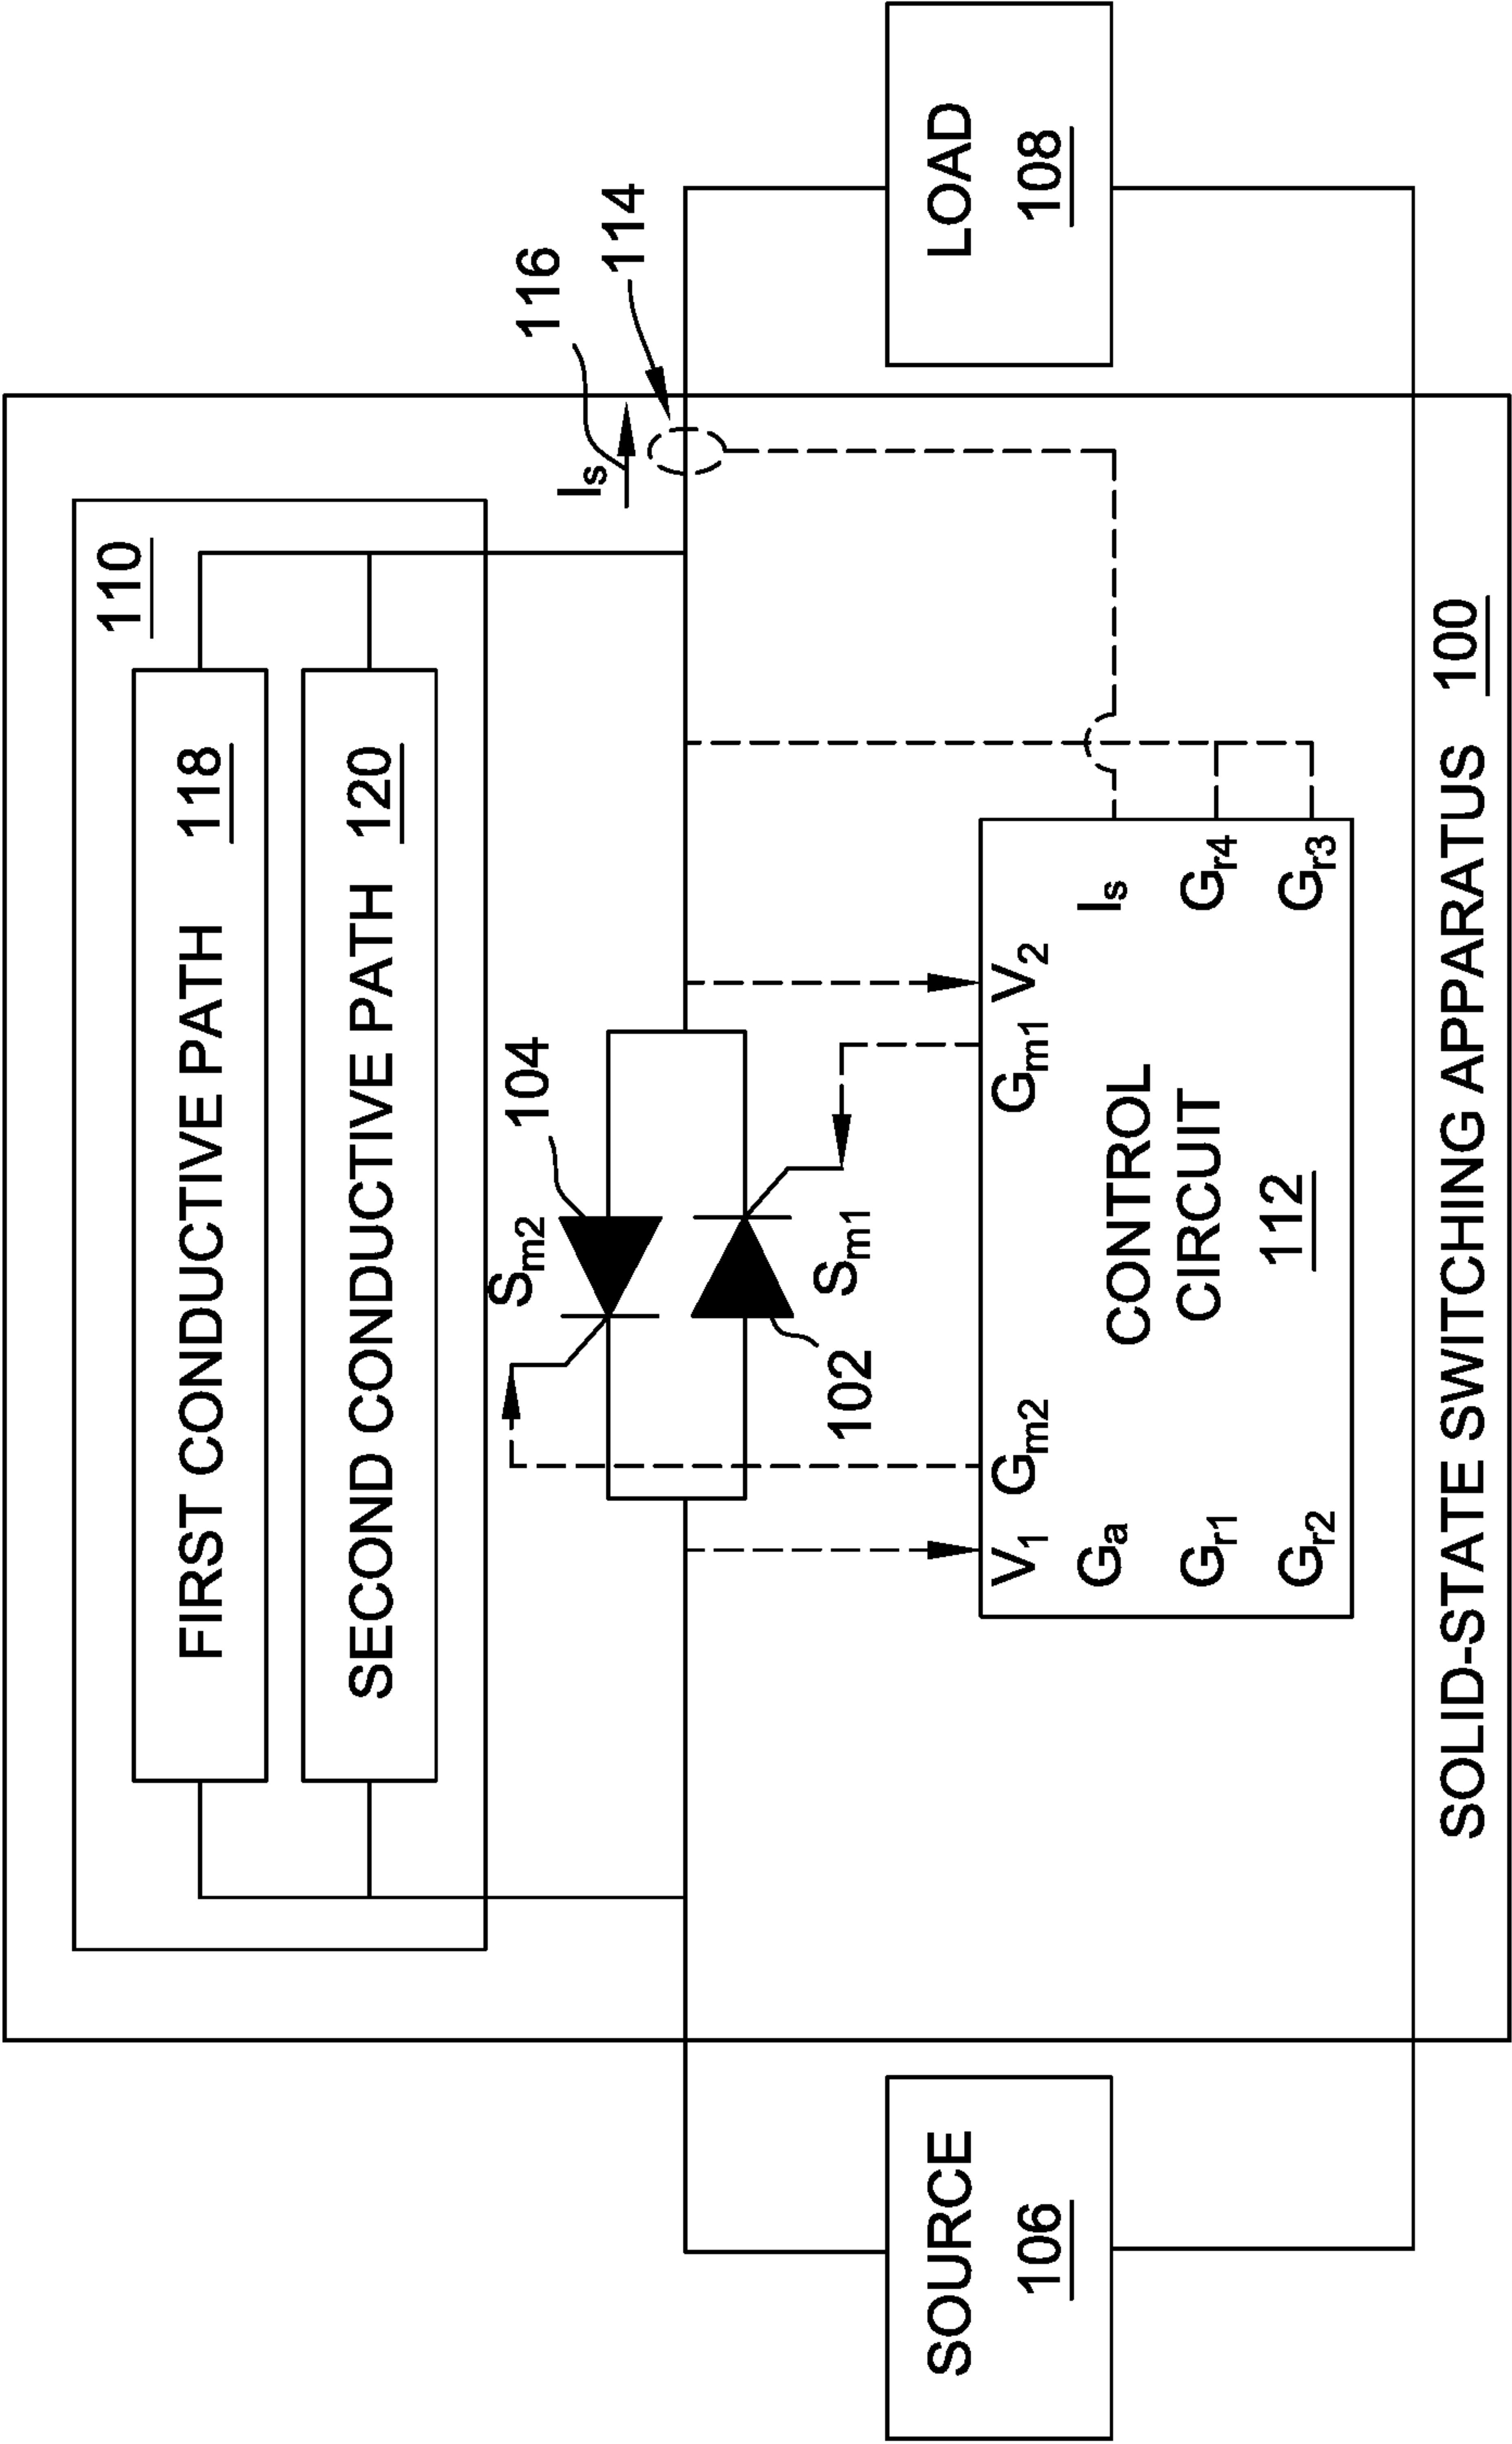 110
FIRST CONDUCTIVE PATH 118
SECOND CONDUCTIVE PATH 120
116
Is
114
Sm2
104
Sm1
102
V1
Gm2
Gm1
V2
Ga
Is
Gr1
Gr4
Gr2
Gr3
CONTROL
CIRCUIT
112
SOURCE
106
LOAD
108
SOLID-STATE SWITCHING APPARATUS 100